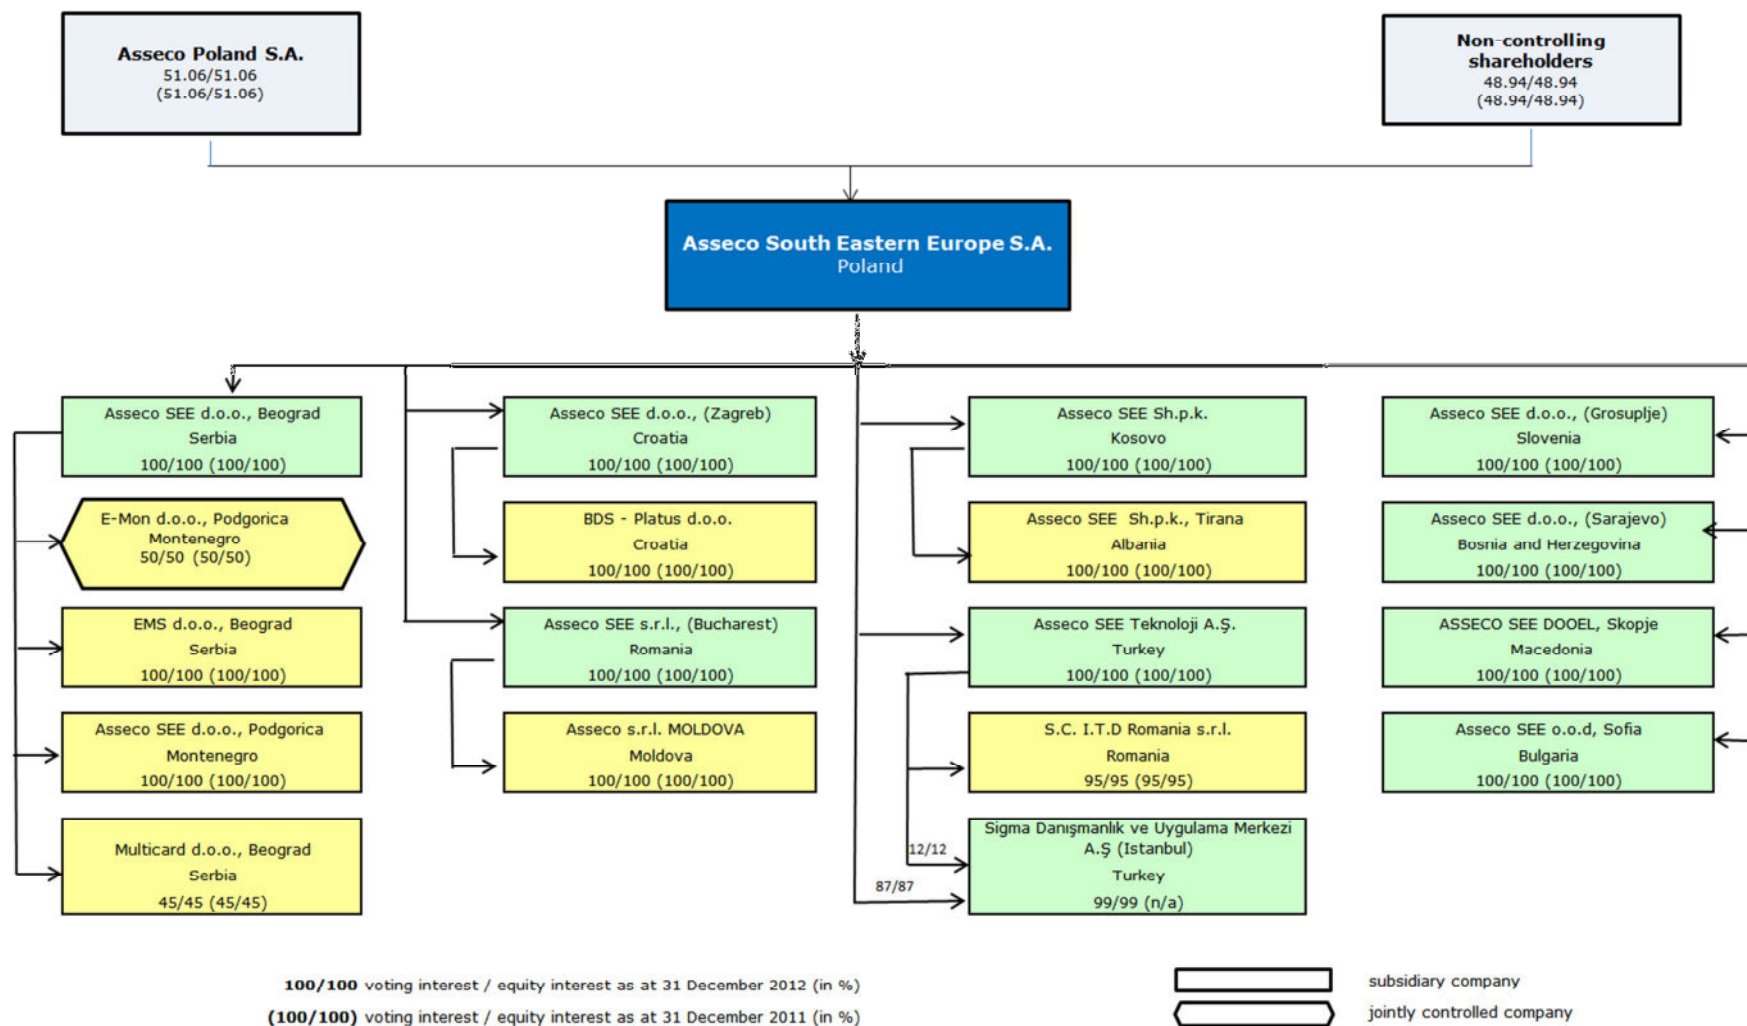 Asseco Poland S.A.
51.06/51.06
(51.06/51.06)
Non-controlling
shareholders
48.94/48.94
(48.94/48.94)
Asseco South Eastern Europe S.A.
Poland
Asseco SEE d.o.o., Beograd
Serbia
100/100 (100/100)
E-Mon d.o.o., Podgorica
Montenegro
50/50 (50/50)
EMS d.o.o., Beograd
Serbia
100/100 (100/100)
Asseco SEE d.o.o., Podgorica
Montenegro
100/100 (100/100)
Multicard d.o.o., Beograd
Serbia
45/45 (45/45)
Asseco SEE d.o.o., (Zagreb)
Croatia
100/100 (100/100)
BDS - Platus d.o.o.
Croatia
100/100 (100/100)
Asseco SEE s.r.l., (Bucharest)
Romania
100/100 (100/100)
Asseco s.r.l. MOLDOVA
Moldova
100/100 (100/100)
Asseco SEE Sh.p.k.
Kosovo
100/100 (100/100)
Asseco SEE Sh.p.k., Tirana
Albania
100/100 (100/100)
Asseco SEE Teknoloji A.Ş.
Turkey
100/100 (100/100)
S.C. I.T.D Romania s.r.l.
Romania
95/95 (95/95)
12/12
87/87
Sigma Danışmanlık ve Uygulama Merkezi
A.Ş (Istanbul)
Turkey
99/99 (n/a)
Asseco SEE d.o.o., (Grosuplje)
Slovenia
100/100 (100/100)
Asseco SEE d.o.o., (Sarajevo)
Bosnia and Herzegovina
100/100 (100/100)
ASSECO SEE DOOEL, Skopje
Macedonia
100/100 (100/100)
Asseco SEE o.o.d, Sofia
Bulgaria
100/100 (100/100)
100/100 voting interest / equity interest as at 31 December 2012 (in %)
(100/100) voting interest / equity interest as at 31 December 2011 (in %)
subsidiary company
jointly controlled company